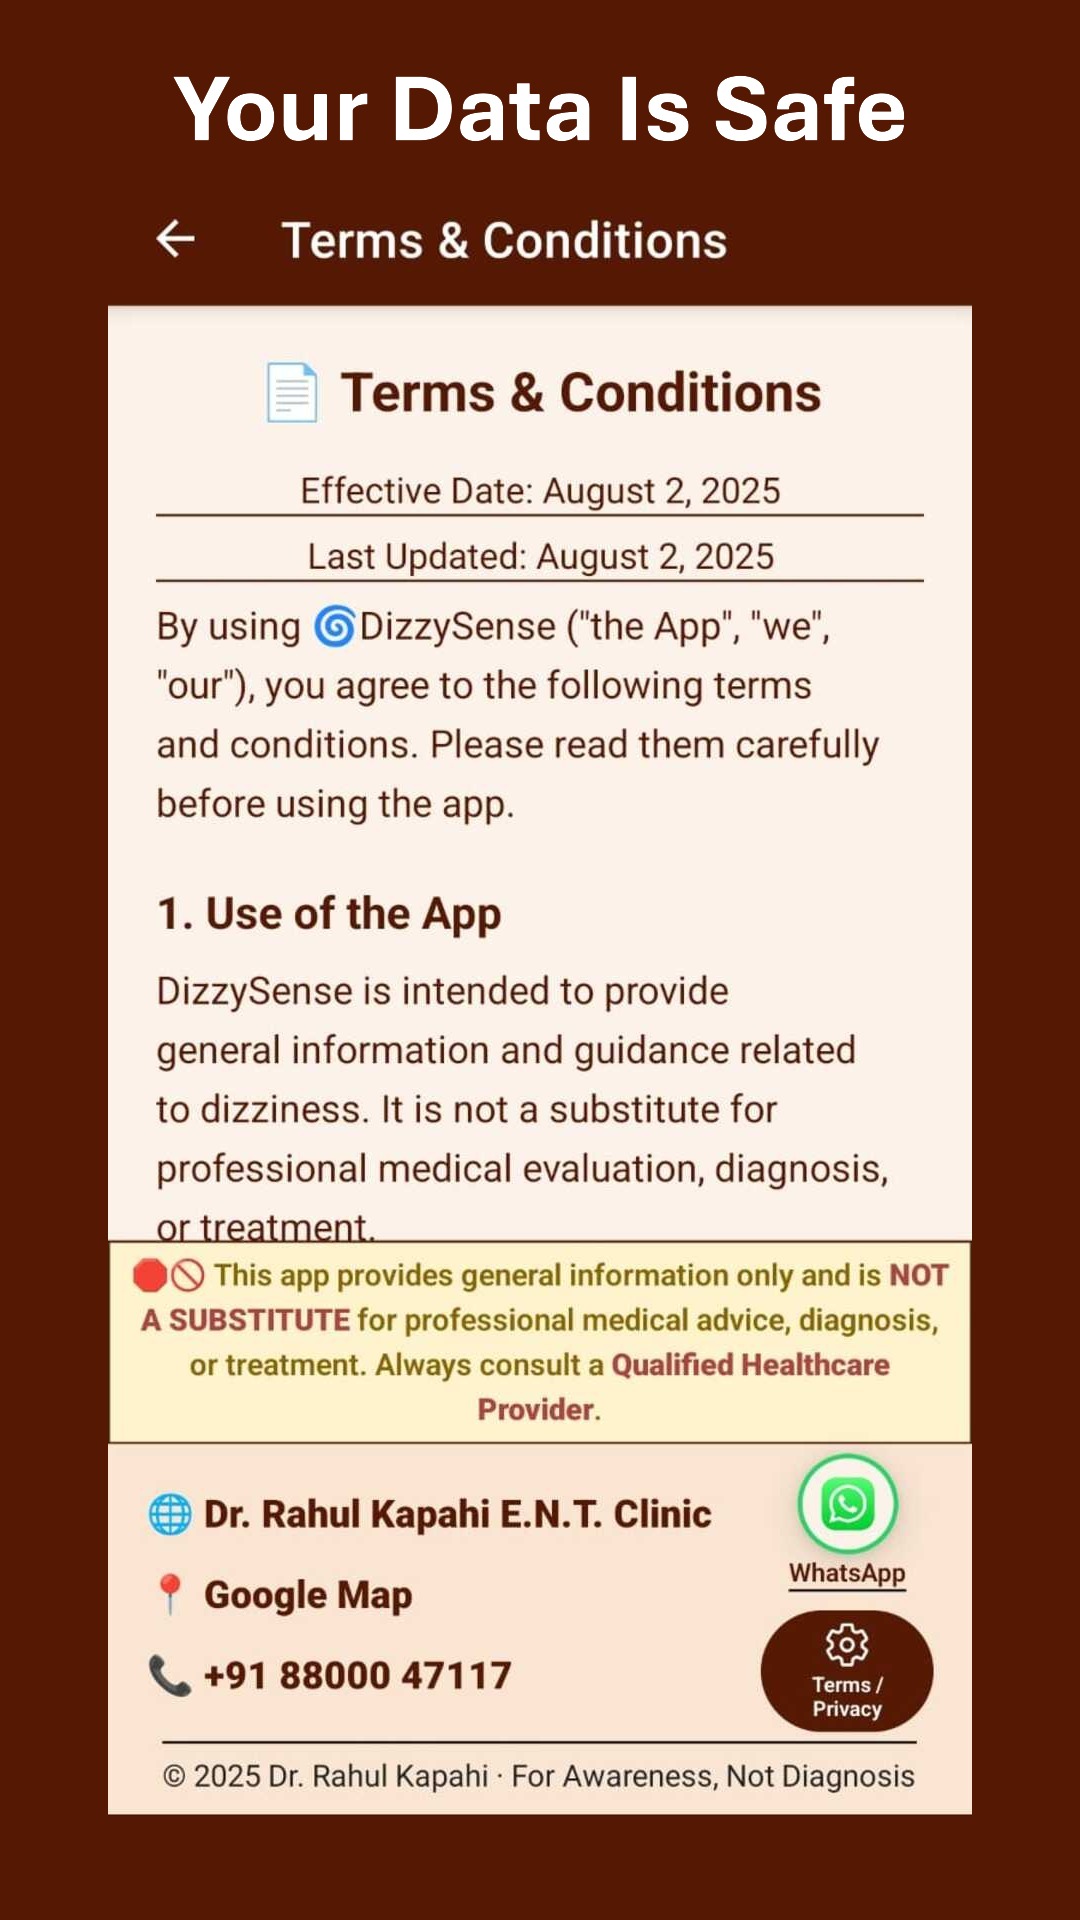 Your Data Is Safe
Terms & Conditions
Terms & Conditions
Effective Date: August 2, 2025
Last Updated: August 2, 2025
By using 🌀DizzySense ("the App", "we",
"our"), you agree to the following terms
and conditions. Please read them carefully
before using the app.
1. Use of the App
DizzySense is intended to provide
general information and guidance related
to dizziness. It is not a substitute for
professional medical evaluation, diagnosis,
or treatment.
This app provides general information only and is NOT
A SUBSTITUTE for professional medical advice, diagnosis,
or treatment. Always consult a Qualified Healthcare
Provider.
Dr. Rahul Kapahi E.N.T. Clinic
WhatsApp
Google Map
+91 88000 47117
Terms /
Privacy
© 2025 Dr. Rahul Kapahi · For Awareness, Not Diagnosis